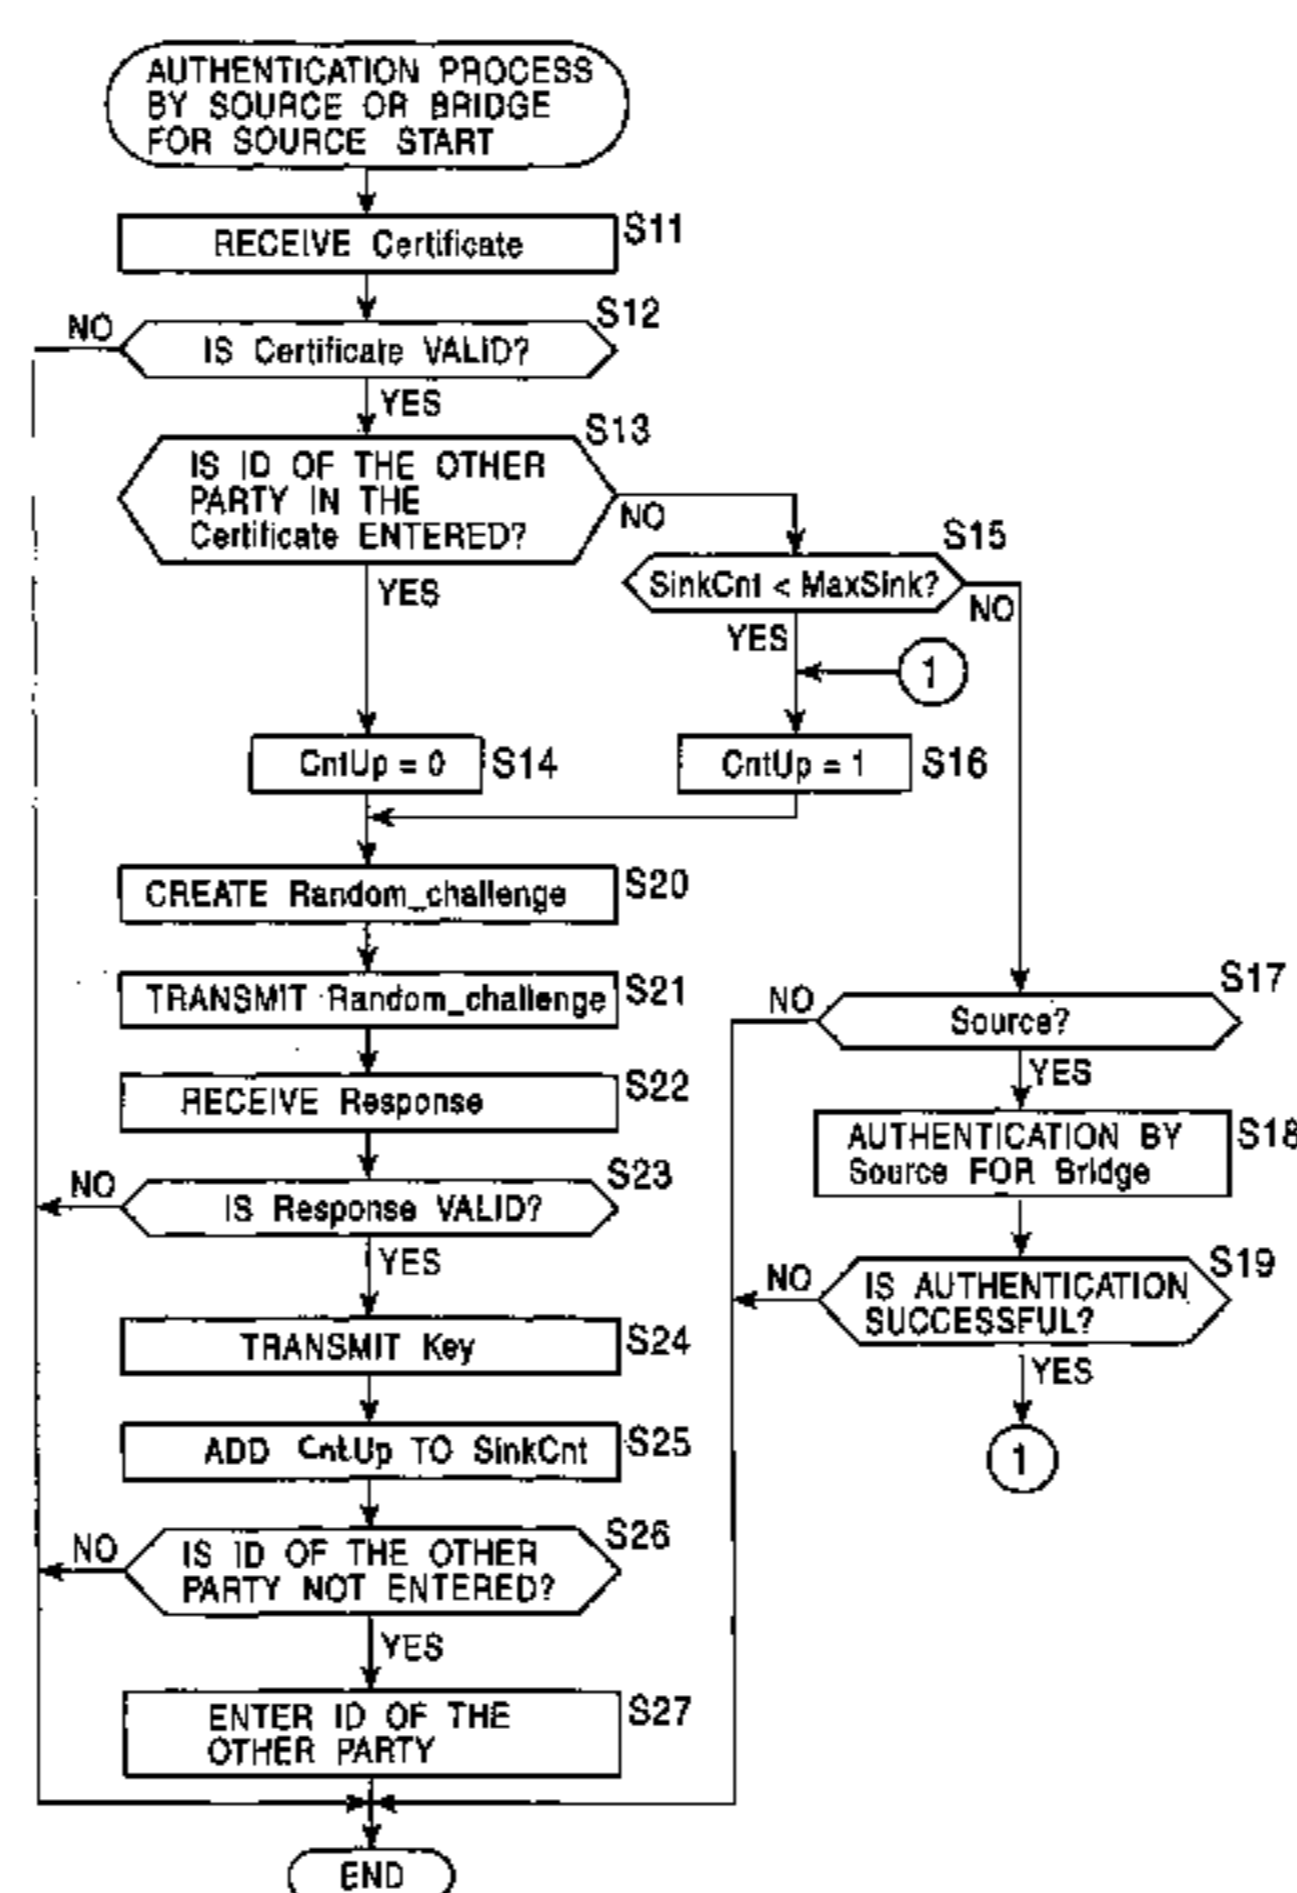 AUTHENTICATION PROCESS
BY SOURCE OR BRIDGE
FOR SOURCE START
RECEIVE Certificate
S11
NO
IS Certificate VALID?
S12
YES
IS ID OF THE OTHER
PARTY IN THE
Certificate ENTERED?
S13
NO
YES
SinkCnt < MaxSink?
S15
YES
NO
1
CntUp = 0
S14
CntUp = 1
S16
CREATE Random_challenge
S20
TRANSMIT Random_challenge
S21
NO
Source?
S17
YES
RECEIVE Response
S22
AUTHENTICATION BY
Source FOR Bridge
S18
NO
IS Response VALID?
S23
YES
NO
IS AUTHENTICATION
SUCCESSFUL?
S19
YES
1
TRANSMIT Key
S24
ADD CntUp TO SinkCnt
S25
NO
IS ID OF THE OTHER
PARTY NOT ENTERED?
S26
YES
ENTER ID OF THE
OTHER PARTY
S27
END